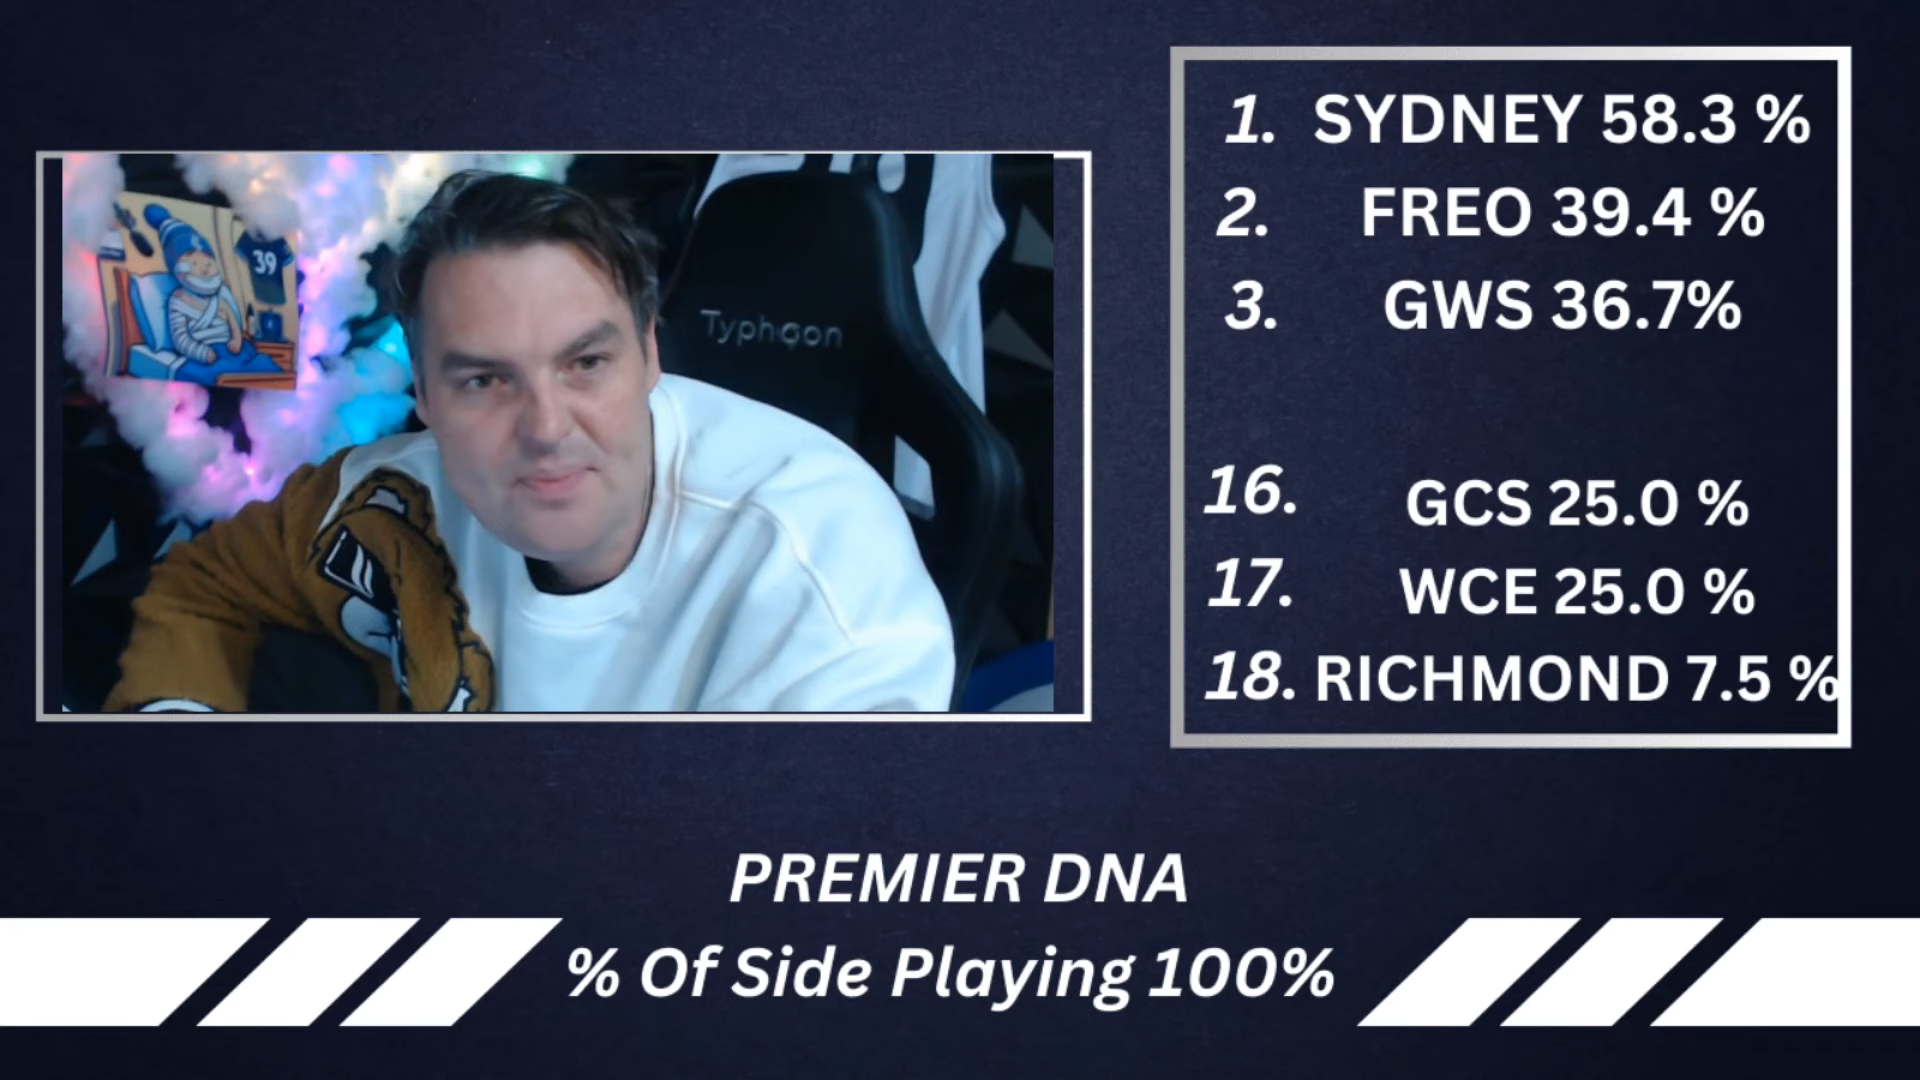 1. SYDNEY 58.3 %
2. FREO 39.4 %
3. GWS 36.7%
16. GCS 25.0 %
17. WCE 25.0 %
18. RICHMOND 7.5 %
39
Typhoon
PREMIER DNA
% Of Side Playing 100%